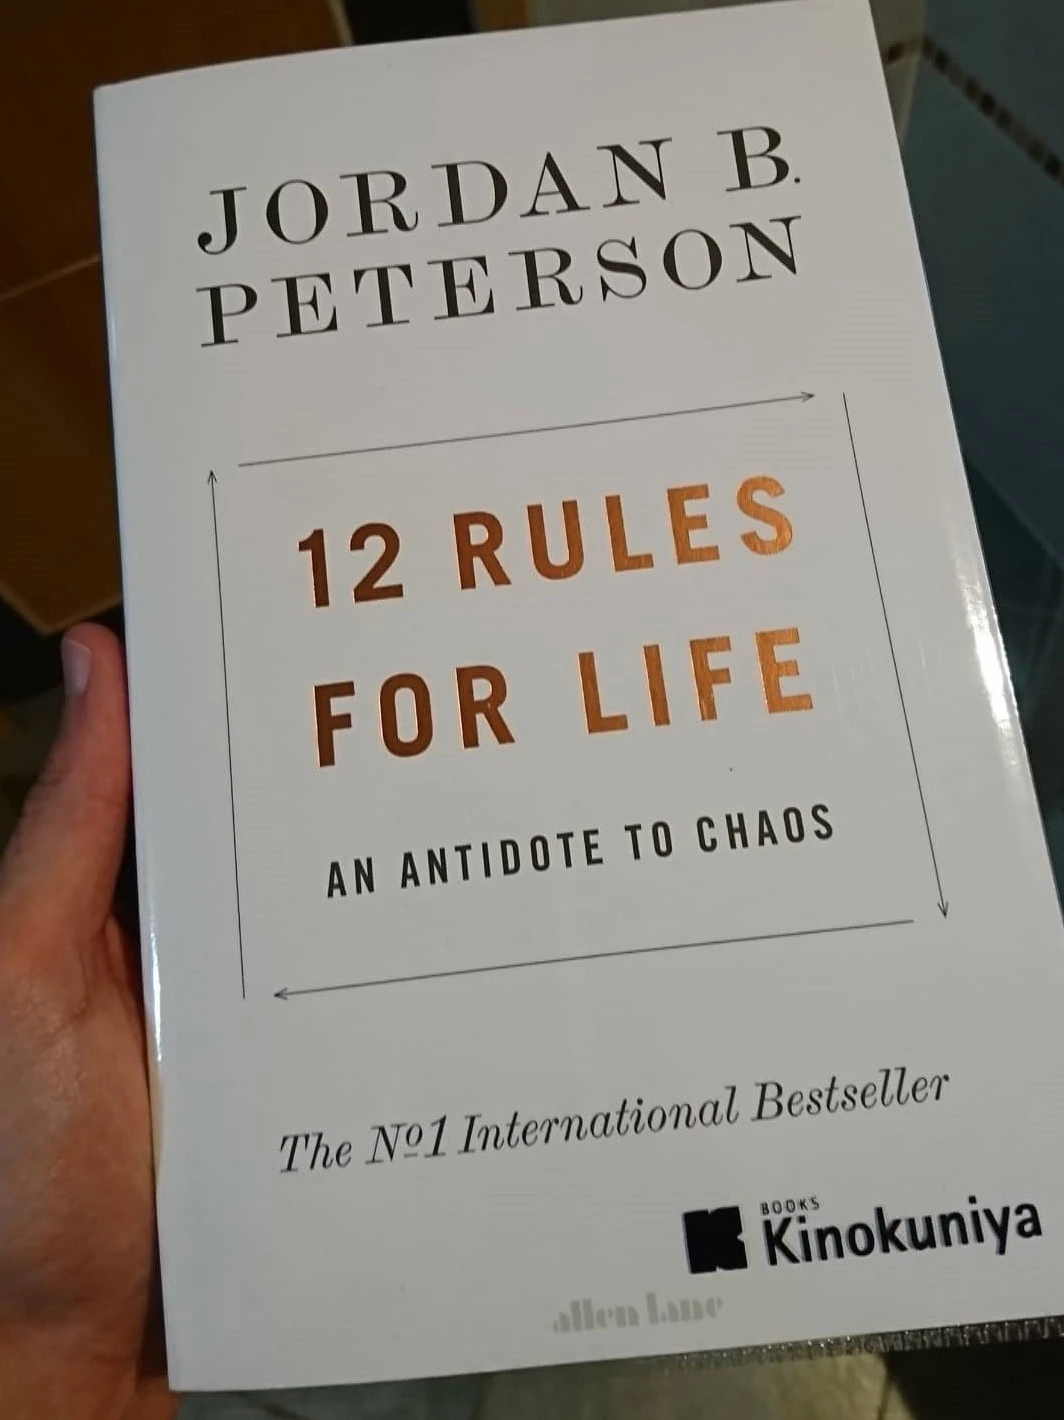 JORDAN B.
PETERSON
12 RULES
FOR LIFE
AN ANTIDOTE TO CHAOS
The Nº1 International Bestseller
BOOKS
Kinokuniya
allen lane